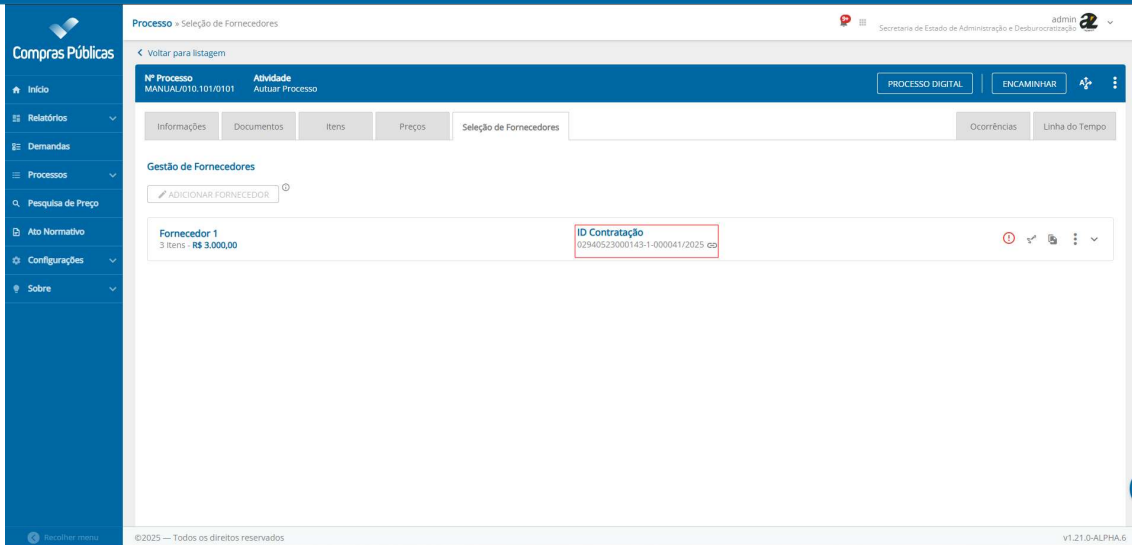 Compras Públicas
Início
Relatórios
Demandas
Processos
Pesquisa de Preço
Ato Normativo
Configurações
Sobre
Recolher menu
Processo » Seleção de Fornecedores
9+
admin
Secretaria de Estado de Administração e Desburocratização
Voltar para listagem
Nº Processo
MANUAL/010.101/0101
Atividade
Autuar Processo
PROCESSO DIGITAL
ENCAMINHAR
Informações
Documentos
Itens
Preços
Seleção de Fornecedores
Ocorrências
Linha do Tempo
Gestão de Fornecedores
ADICIONAR FORNECEDOR
Fornecedor 1
3 Itens - R$ 3.000,00
ID Contratação
02940523000143-1-000041/2025
©2025 — Todos os direitos reservados
v1.21.0-ALPHA.6